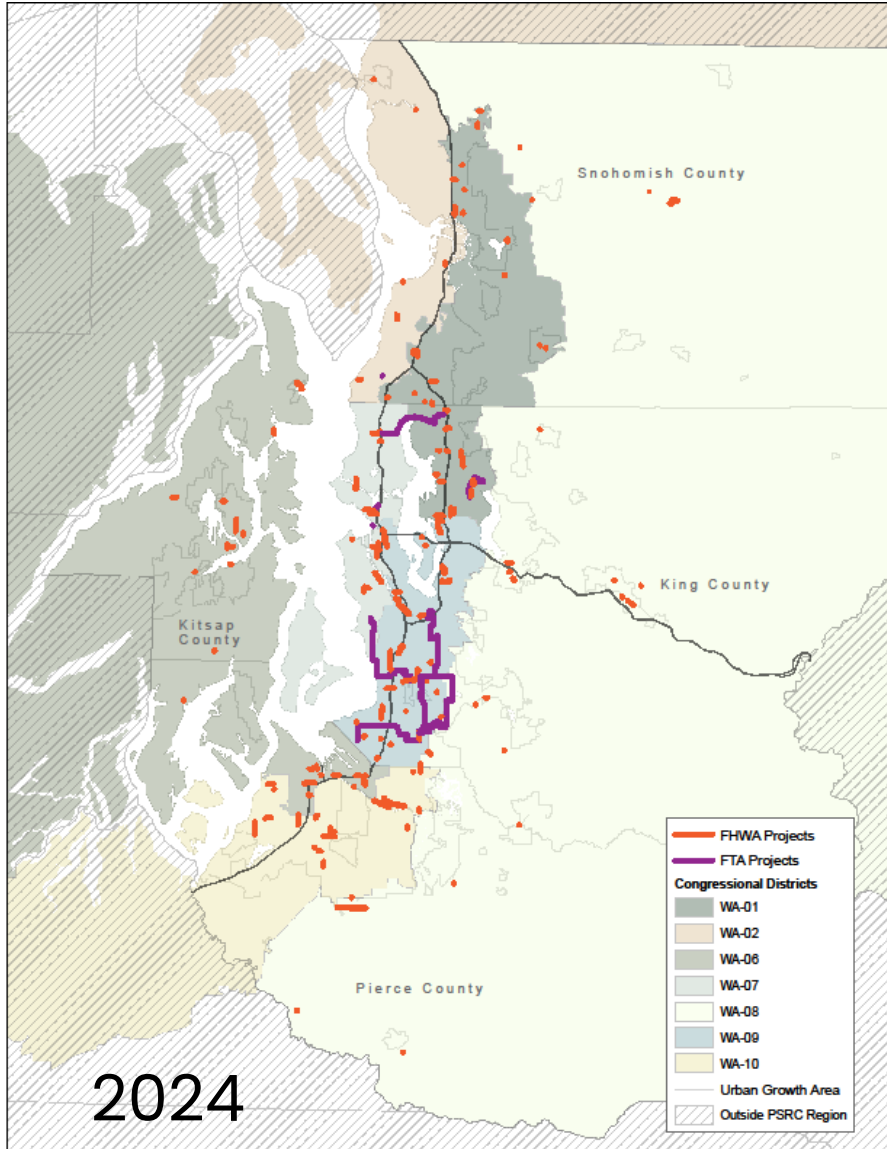 Snohomish County
King County
Kitsap
County
Pierce County
2024
FHWA Projects
FTA Projects
Congressional Districts
WA-01
WA-02
WA-06
WA-07
WA-08
WA-09
WA-10
Urban Growth Area
Outside PSRC Region